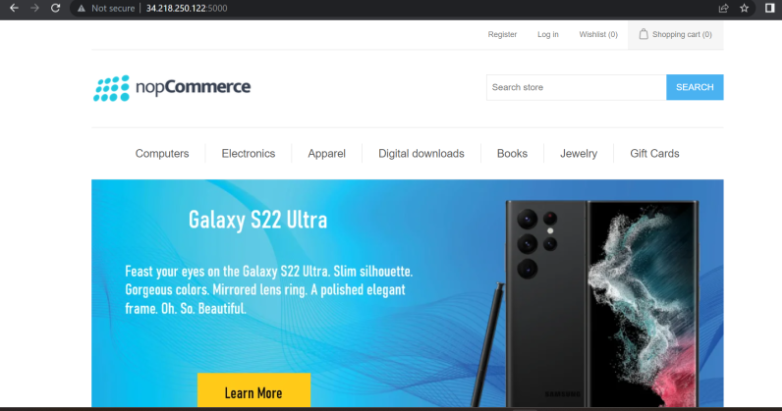 Not secure | 34.218.250.122:5000
Register Log in Wishlist (0) Shopping cart (0)
nopCommerce
Search store SEARCH
Computers Electronics Apparel Digital downloads Books Jewelry Gift Cards
Galaxy S22 Ultra
Feast your eyes on the Galaxy S22 Ultra. Slim silhouette.
Gorgeous colors. Mirrored lens ring. A polished elegant
frame. Oh. So. Beautiful.
Learn More
SAMSUNG